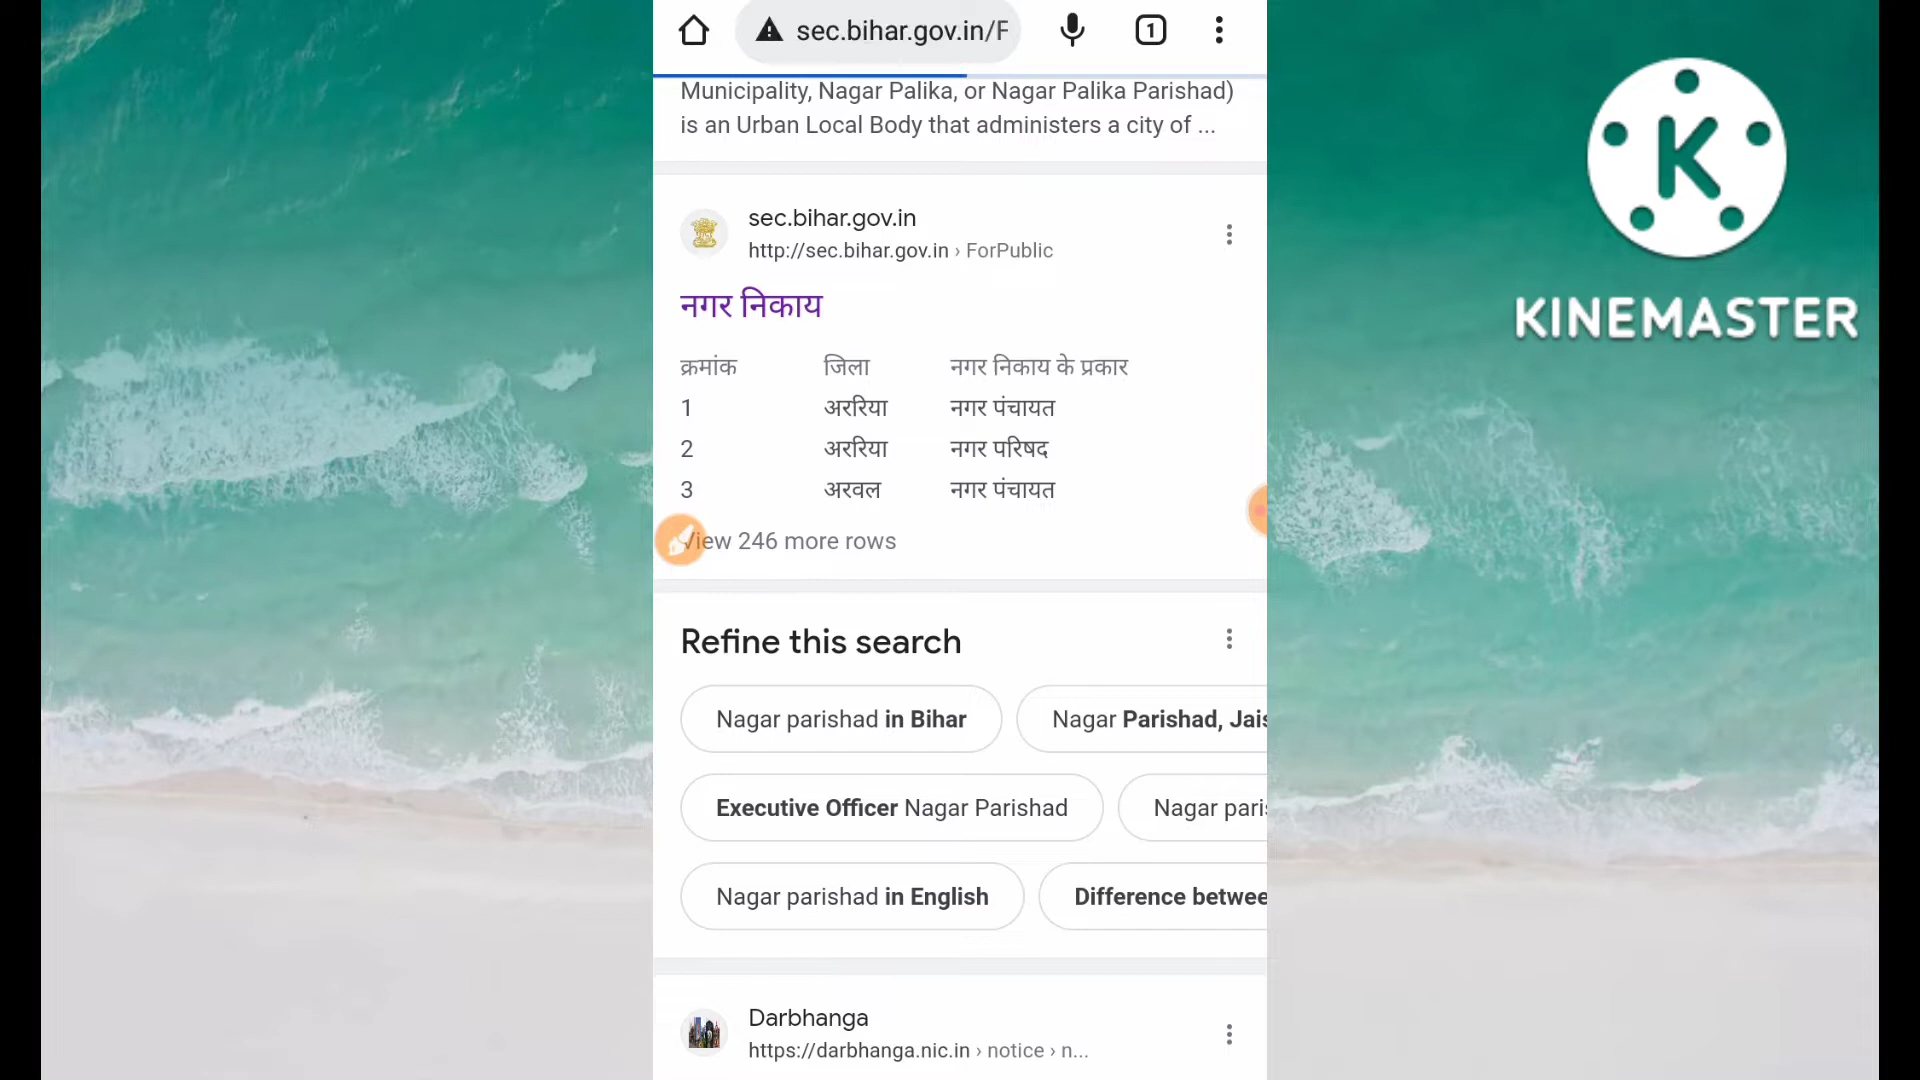 sec.bihar.gov.in/F
1
Municipality, Nagar Palika, or Nagar Palika Parishad)
is an Urban Local Body that administers a city of ...
sec.bihar.gov.in
http://sec.bihar.gov.in › ForPublic
नगर निकाय
क्रमांक जिला नगर निकाय के प्रकार
1 अररिया नगर पंचायत
2 अररिया नगर परिषद
3 अरवल नगर पंचायत
View 246 more rows
Refine this search
Nagar parishad in Bihar
Nagar Parishad, Jais
Executive Officer Nagar Parishad
Nagar paris
Nagar parishad in English
Difference betwee
Darbhanga
https://darbhanga.nic.in › notice › n...
K
KINEMASTER